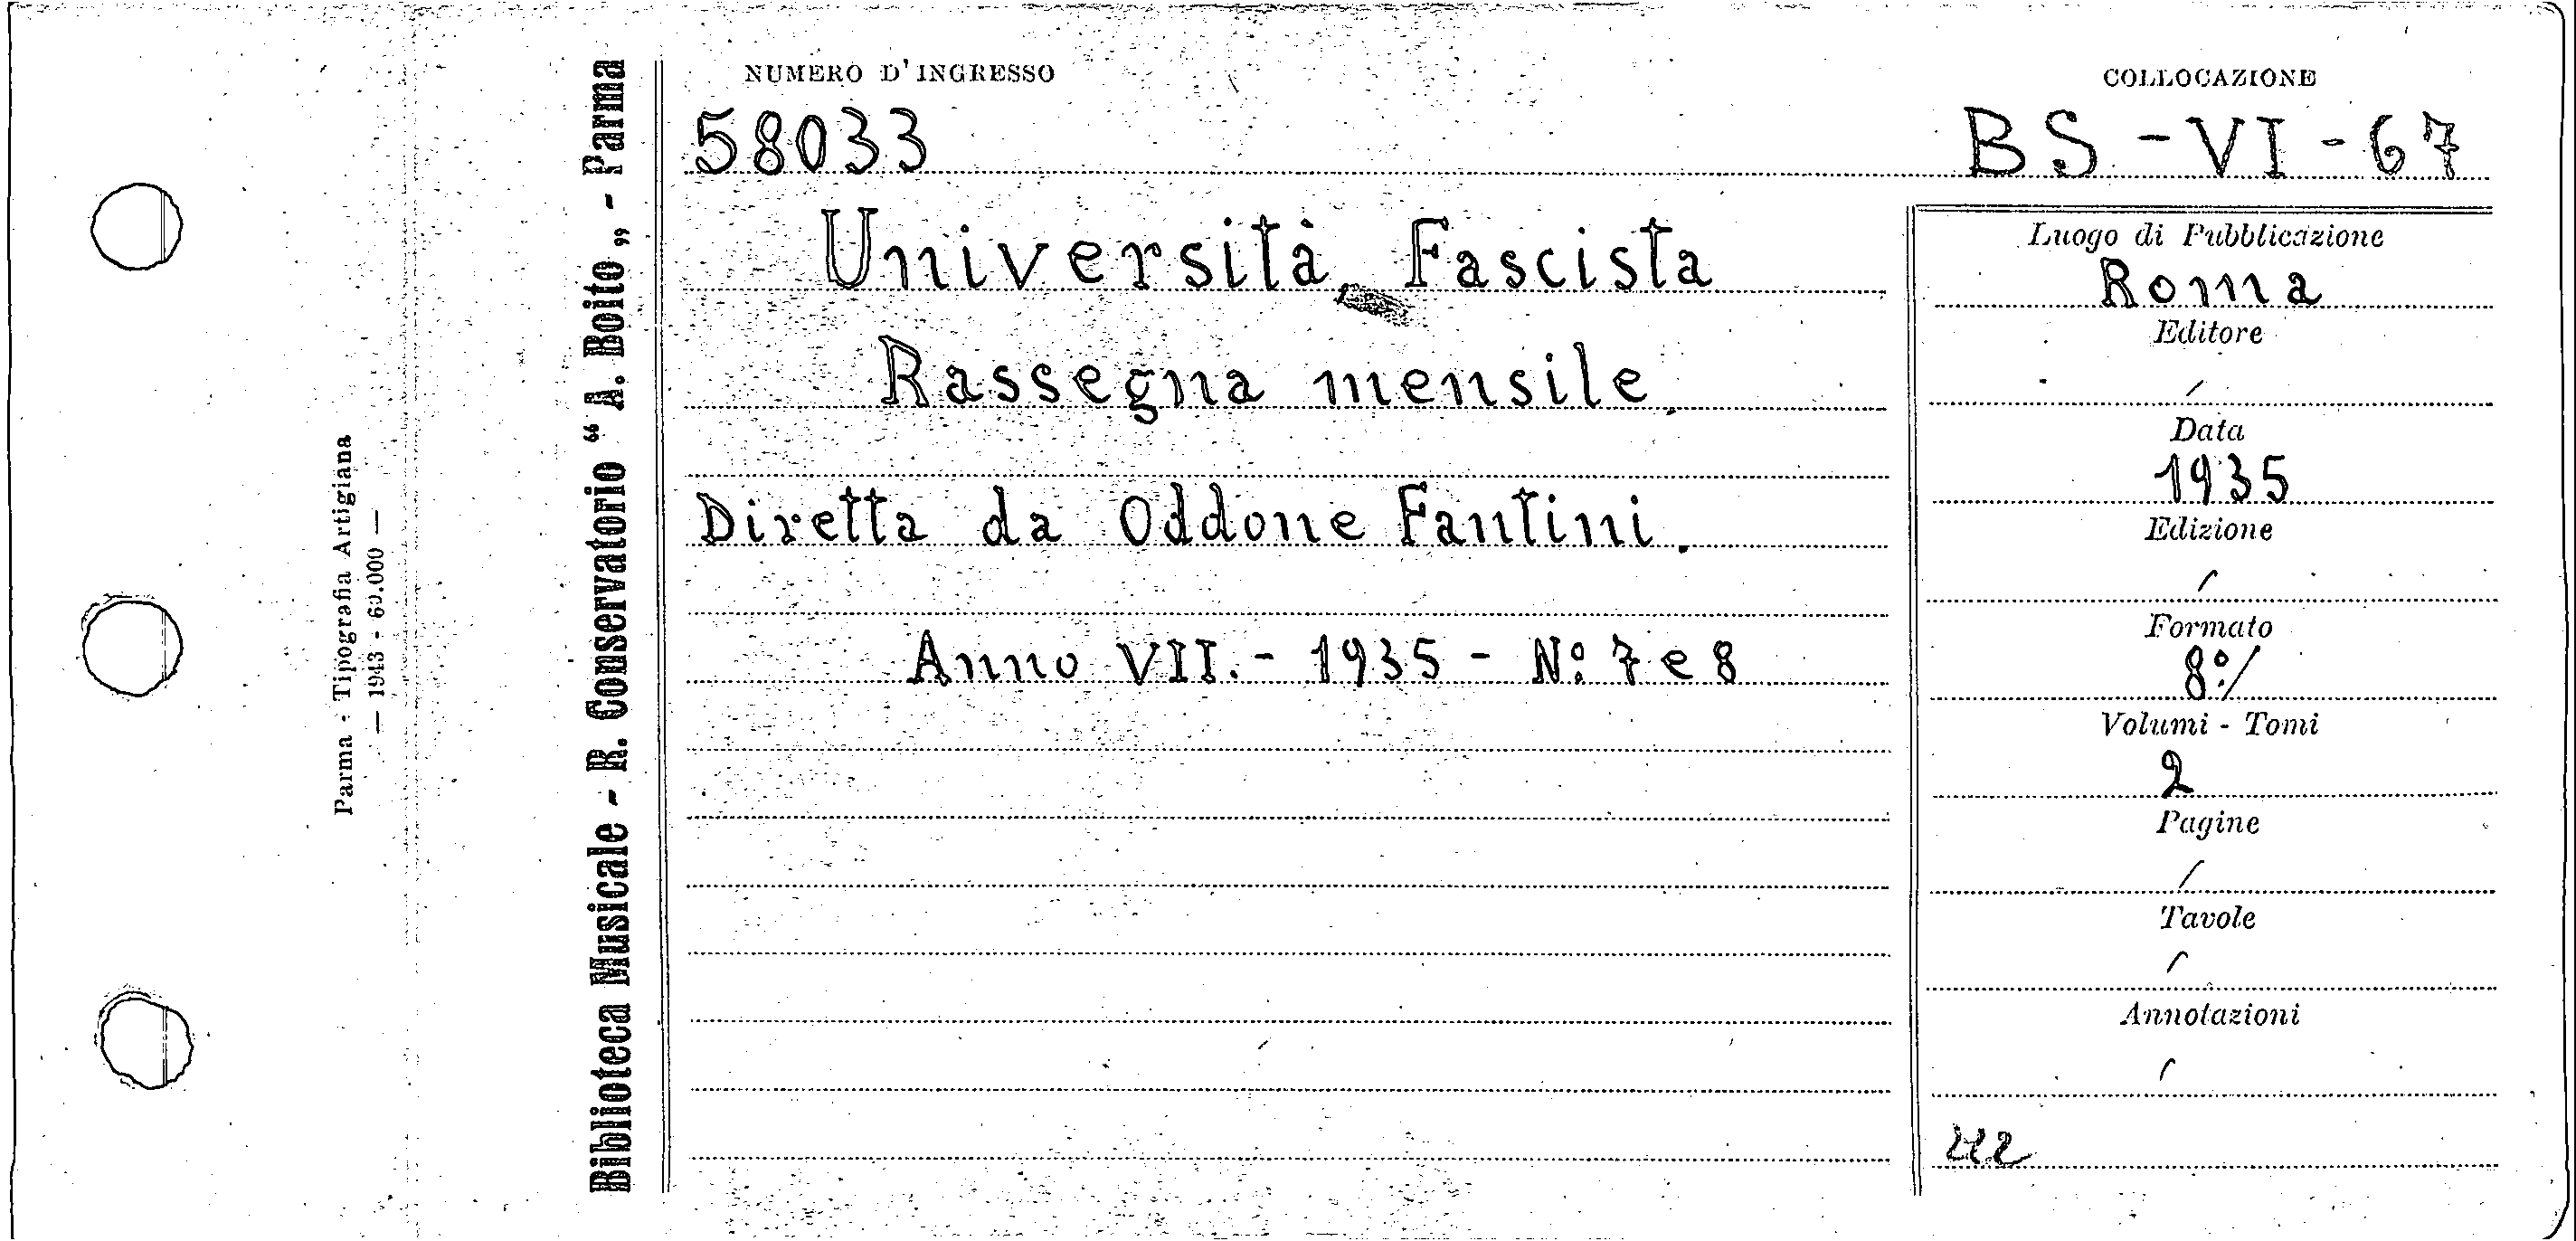 Parma - Tipografia Artigiana
— 1943 - 60.000 —
Biblioteca Musicale - R. Conservatorio “ A. Boito „ - Parma
NUMERO D'INGRESSO
58033
COLLOCAZIONE
BS - VI - 67
Università Fascista
Rassegna mensile.
Diretta da Oddone Fantini.
Anno VII. - 1935 - Nº 7 e 8
Luogo di Pubblicazione
Roma
Editore
/
Data
1935
Edizione
/
Formato
8º/
Volumi - Tomi
2
Pagine
/
Tavole
/
Annotazioni
/